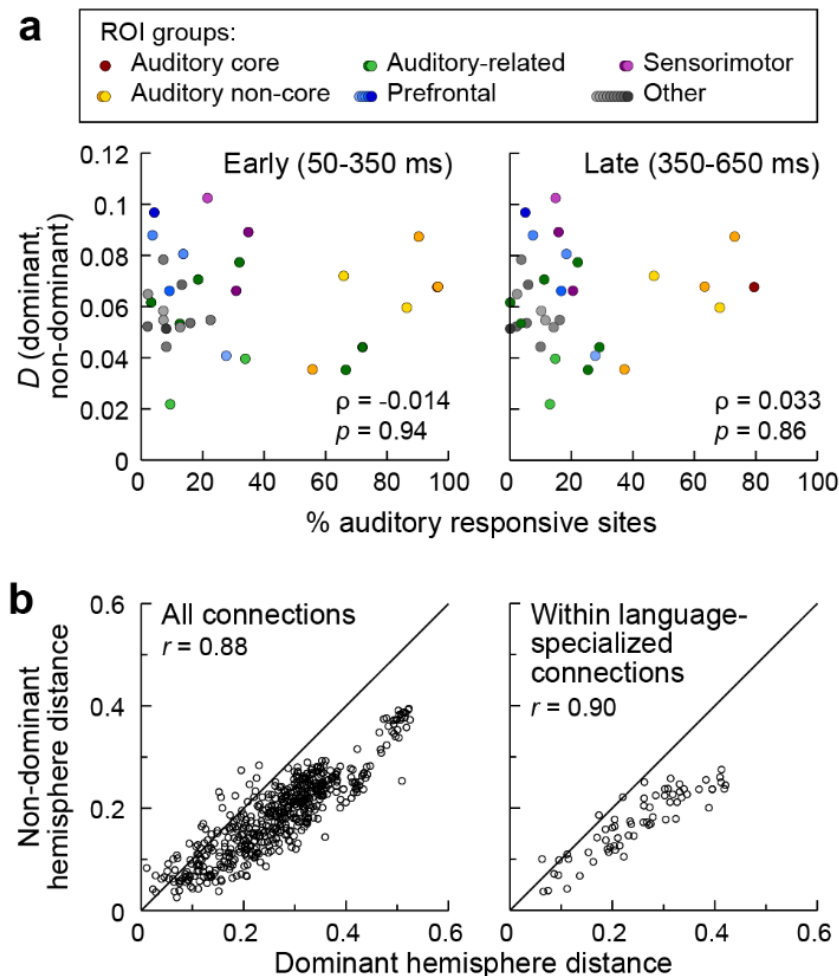 a
ROI groups:
Auditory core
Auditory-related
Sensorimotor
Auditory non-core
Prefrontal
Other
D (dominant,
non-dominant)
0.12
0.1
0.08
0.06
0.04
0.02
0
Early (50-350 ms)
ρ = -0.014
p = 0.94
0 20 40 60 80 100
Late (350-650 ms)
ρ = 0.033
p = 0.86
0 20 40 60 80 100
% auditory responsive sites
b
Non-dominant
hemisphere distance
0.6
0.4
0.2
0
All connections
r = 0.88
0 0.2 0.4 0.6
Within language-
specialized
connections
r = 0.90
0 0.2 0.4 0.6
Dominant hemisphere distance